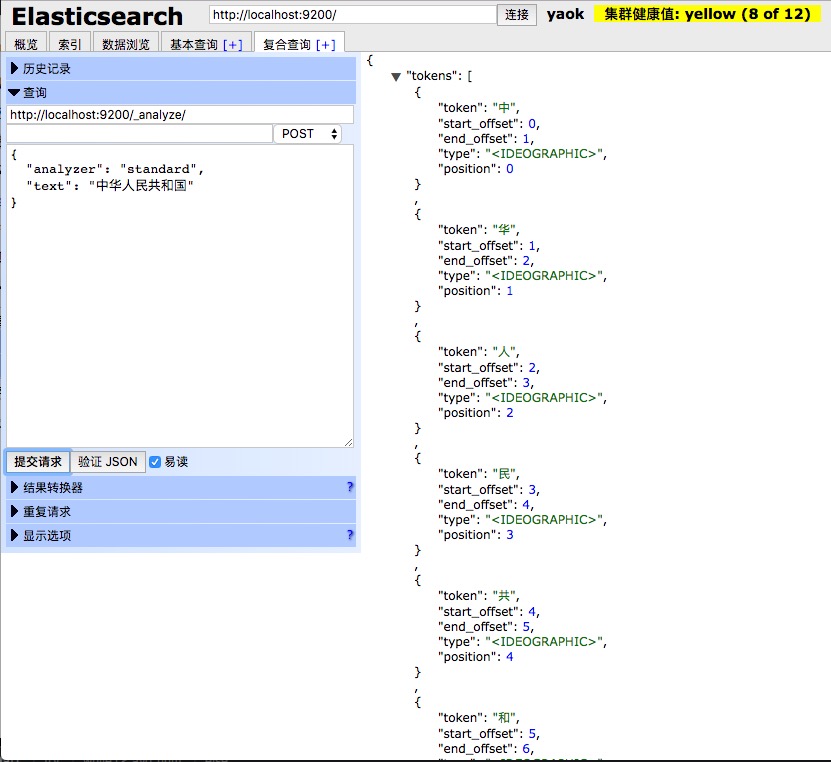 Elasticsearch http://localhost:9200/ 连接 yaok 集群健康值: yellow (8 of 12)
概览 索引 数据浏览 基本查询 [+] 复合查询 [+]
历史记录
查询
http://localhost:9200/_analyze/
POST
{
"analyzer": "standard",
"text": "中华人民共和国"
}
提交请求 验证 JSON 易读
结果转换器 ?
重复请求
显示选项 ?
{
"tokens": [
{
"token": "中",
"start_offset": 0,
"end_offset": 1,
"type": "<IDEOGRAPHIC>",
"position": 0
}
,
{
"token": "华",
"start_offset": 1,
"end_offset": 2,
"type": "<IDEOGRAPHIC>",
"position": 1
}
,
{
"token": "人",
"start_offset": 2,
"end_offset": 3,
"type": "<IDEOGRAPHIC>",
"position": 2
}
,
{
"token": "民",
"start_offset": 3,
"end_offset": 4,
"type": "<IDEOGRAPHIC>",
"position": 3
}
,
{
"token": "共",
"start_offset": 4,
"end_offset": 5,
"type": "<IDEOGRAPHIC>",
"position": 4
}
,
{
"token": "和",
"start_offset": 5,
"end_offset": 6,